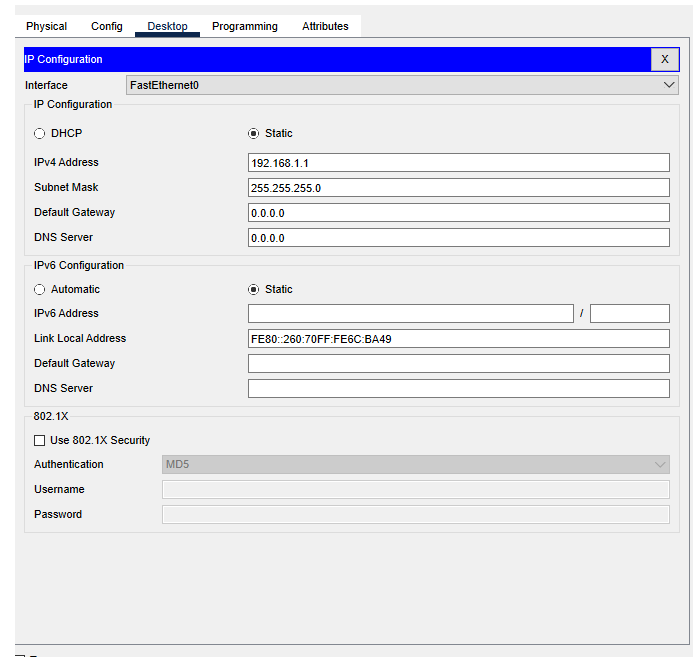 Physical Config Desktop Programming Attributes
IP Configuration X
Interface FastEthernet0
IP Configuration
DHCP Static
IPv4 Address 192.168.1.1
Subnet Mask 255.255.255.0
Default Gateway 0.0.0.0
DNS Server 0.0.0.0
IPv6 Configuration
Automatic Static
IPv6 Address /
Link Local Address FE80::260:70FF:FE6C:BA49
Default Gateway
DNS Server
802.1X
Use 802.1X Security
Authentication MD5
Username
Password